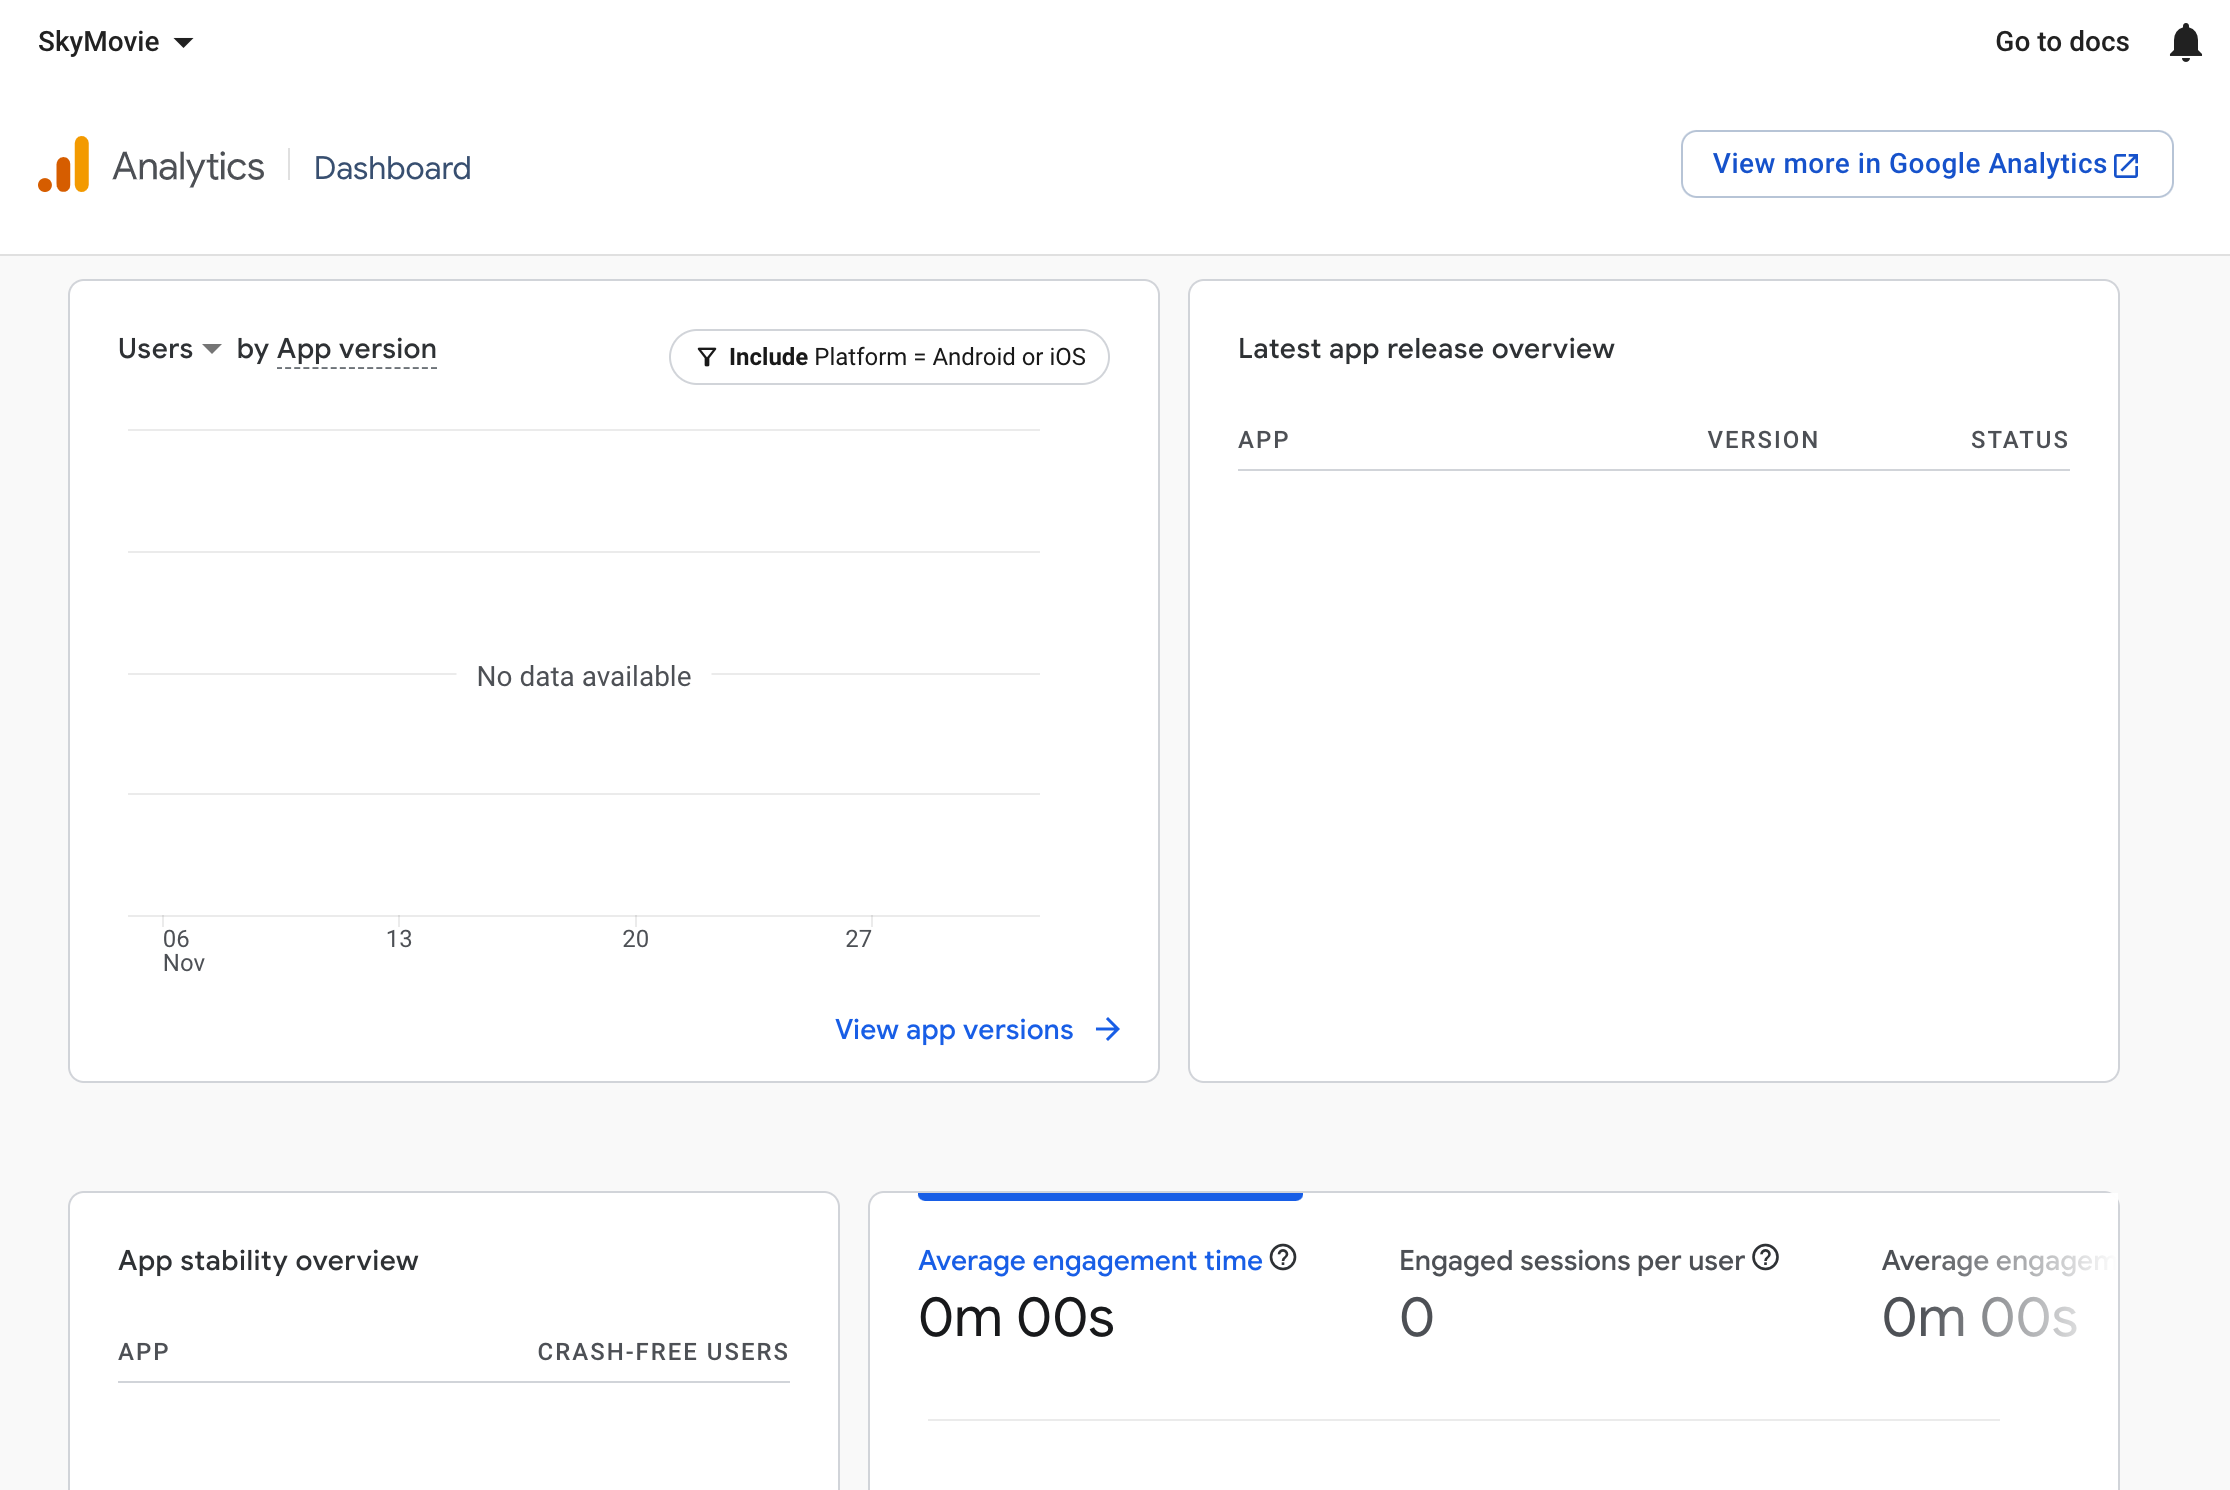 SkyMovie
Go to docs
Analytics
Dashboard
View more in Google Analytics
Users by App version
Include Platform = Android or iOS
No data available
06 13 20 27
Nov
View app versions
Latest app release overview
APP VERSION STATUS
App stability overview
APP CRASH-FREE USERS
Average engagement time
0m 00s
Engaged sessions per user
0
Average engagem
0m 00s